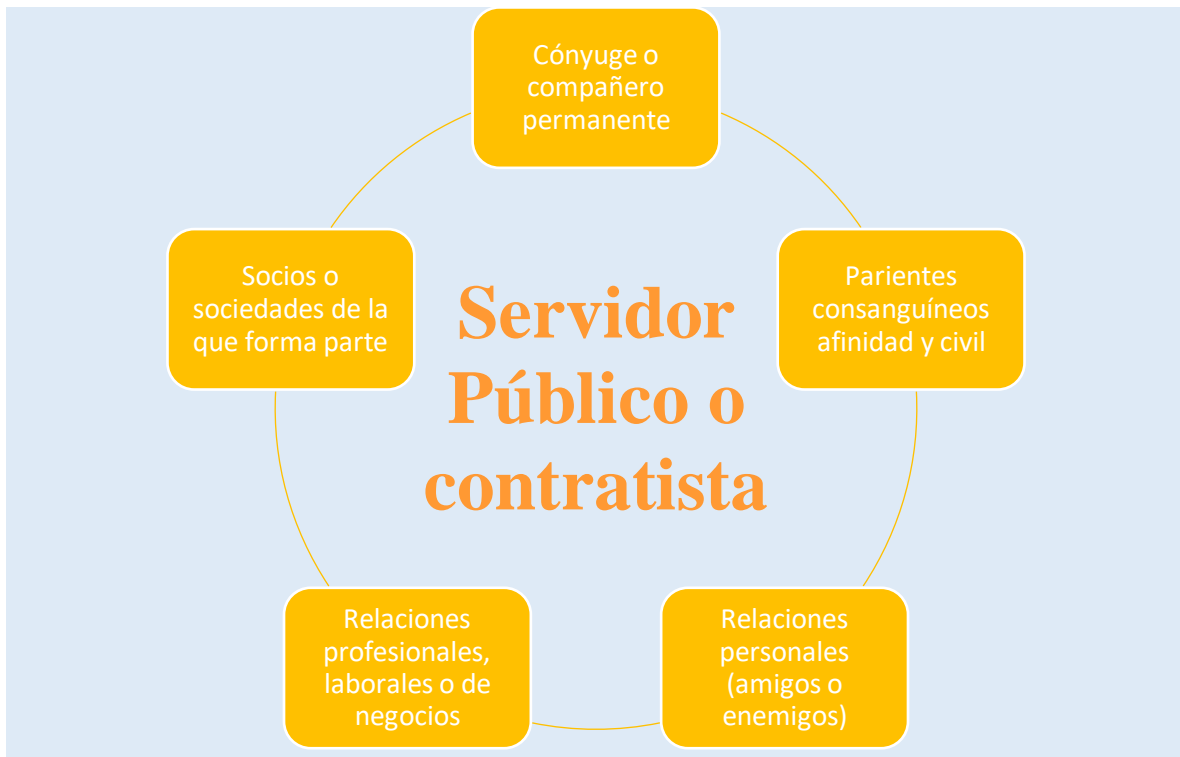 Cónyuge o
compañero
permanente
Socios o
sociedades de la
que forma parte
Parientes
consanguíneos
afinidad y civil
Servidor
Público o
contratista
Relaciones
profesionales,
laborales o de
negocios
Relaciones
personales
(amigos o
enemigos)